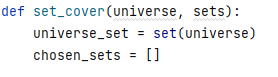 def set_cover(universe, sets):
    universe_set = set(universe)
    chosen_sets = []